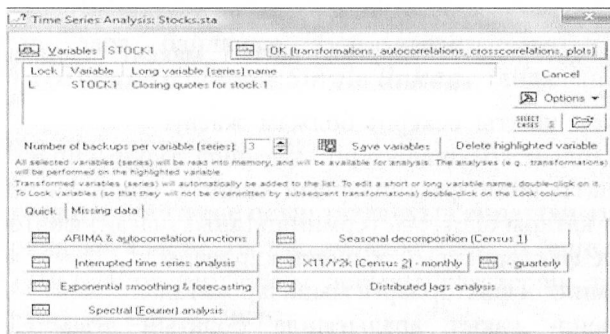 Time Series Analysis: Stocks.sta
Variables STOCK1 OK (transformations, autocorrelations, crosscorrelations, plots)
Lock Variable Long variable (series) name
L STOCK1 Closing quotes for stock 1
Cancel
Options
SELECT CASES S
Number of backups per variable (series): 3 Save variables Delete highlighted variable
All selected variables (series) will be read into memory, and will be available for analysis. The analyses (e.g., transformations)
will be performed on the highlighted variable.
Transformed variables (series) will automatically be added to the list. To edit a short or long variable name, double-click on it.
To Lock variables (so that they will not be overwritten by subsequent transformations) double-click on the Lock column.
Quick Missing data
ARIMA & autocorrelation functions Seasonal decomposition (Census 1)
Interrupted time series analysis X11/Y2k (Census 2) - monthly - quarterly
Exponential smoothing & forecasting Distributed lags analysis
Spectral (Fourier) analysis